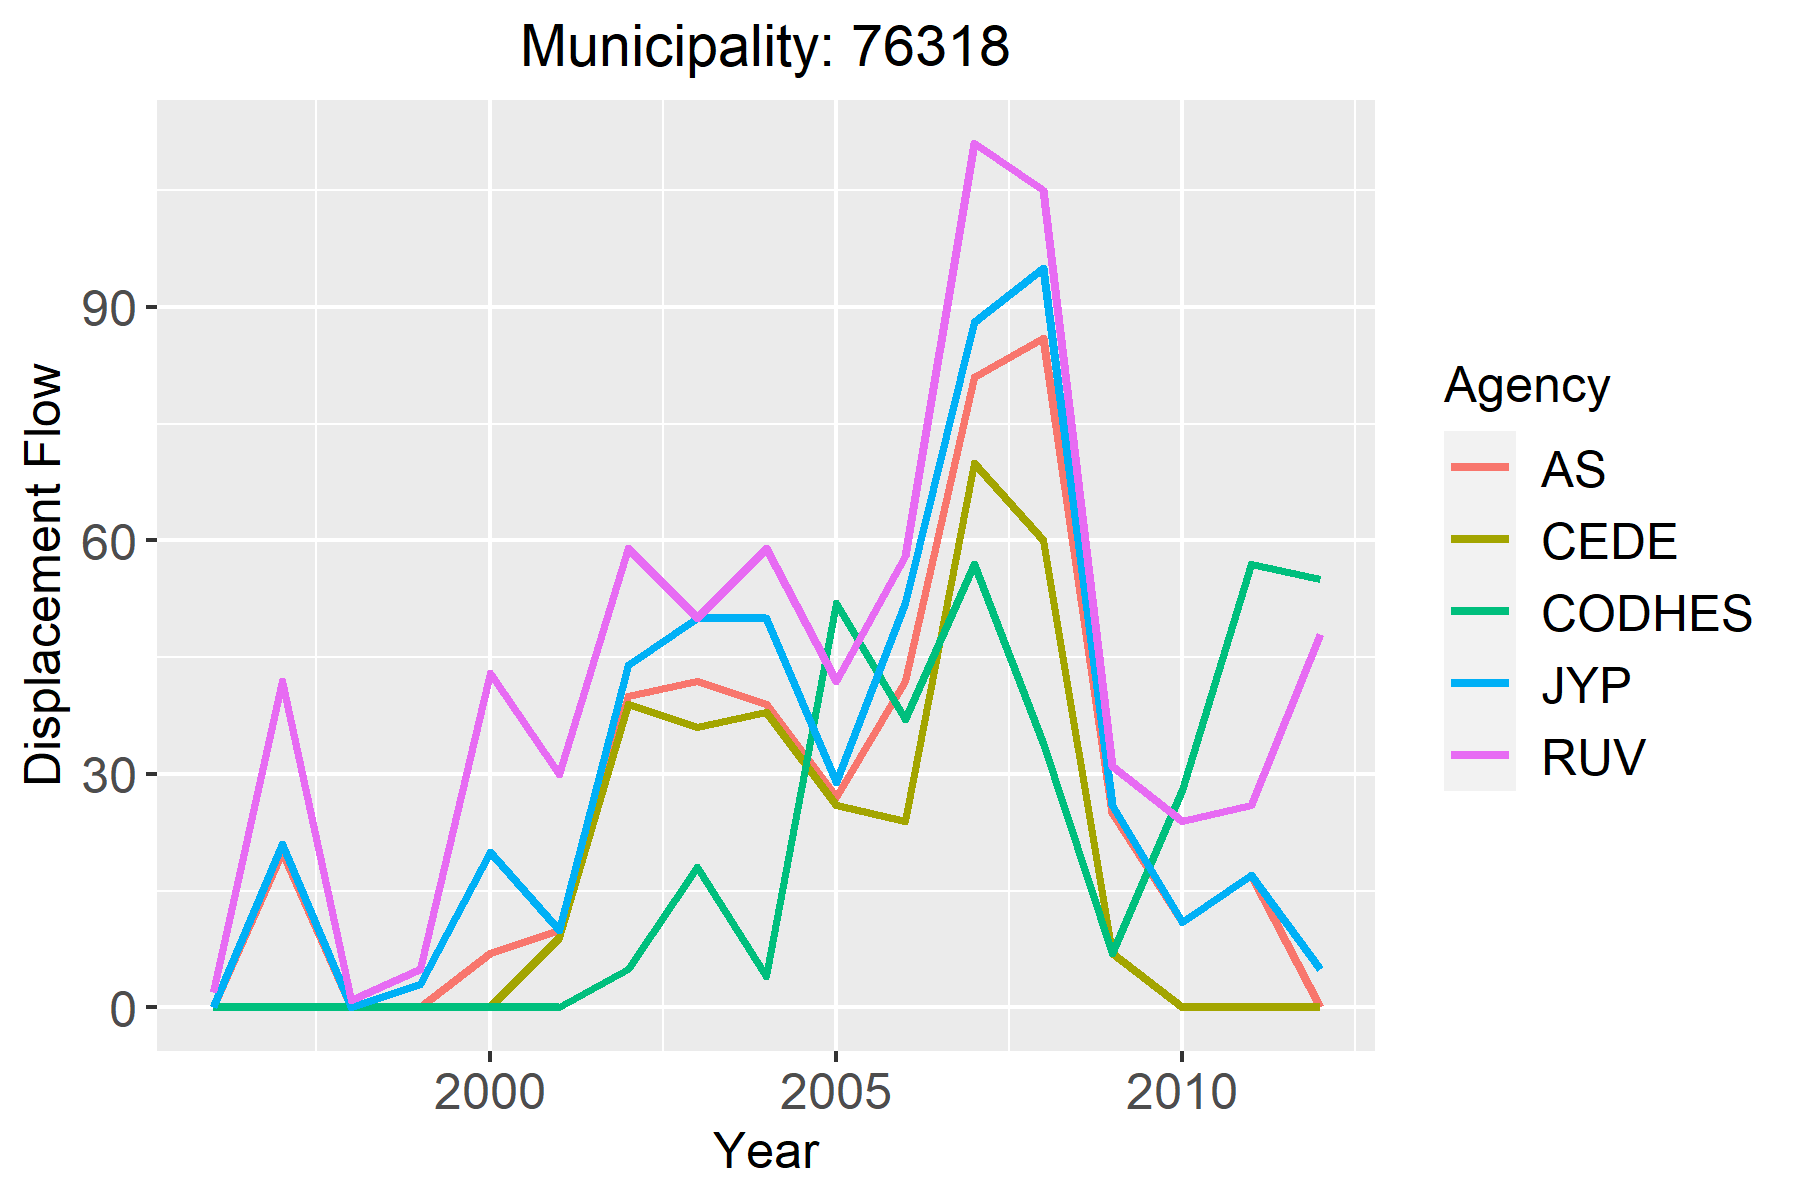 Municipality: 76318
Displacement Flow
90
60
30
0
2000 2005 2010
Year
Agency
AS
CEDE
CODHES
JYP
RUV